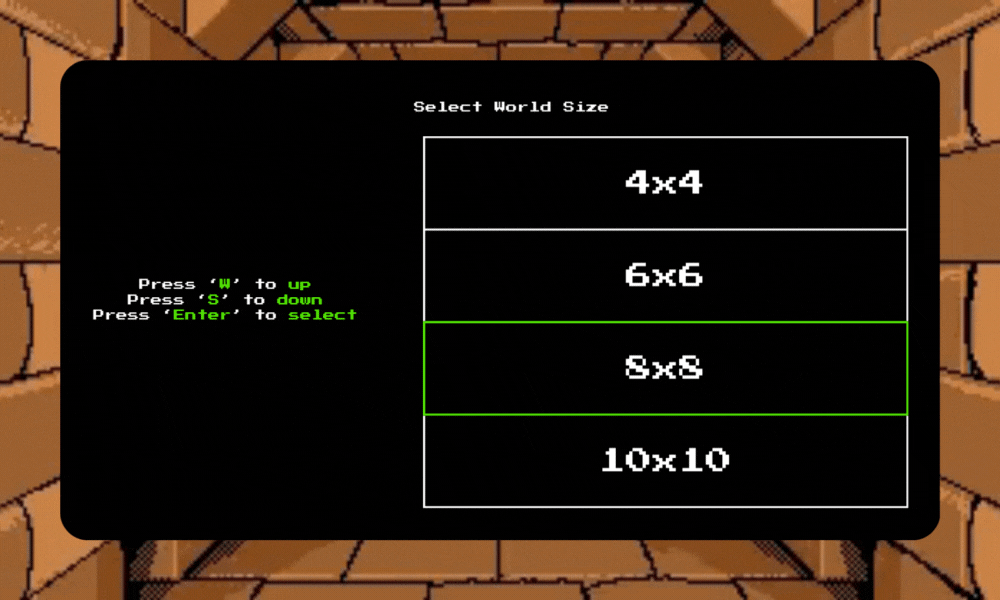 Select World Size
4x4
6x6
Press ‘W’ to up
Press ‘S’ to down
Press ‘Enter’ to select
8x8
10x10